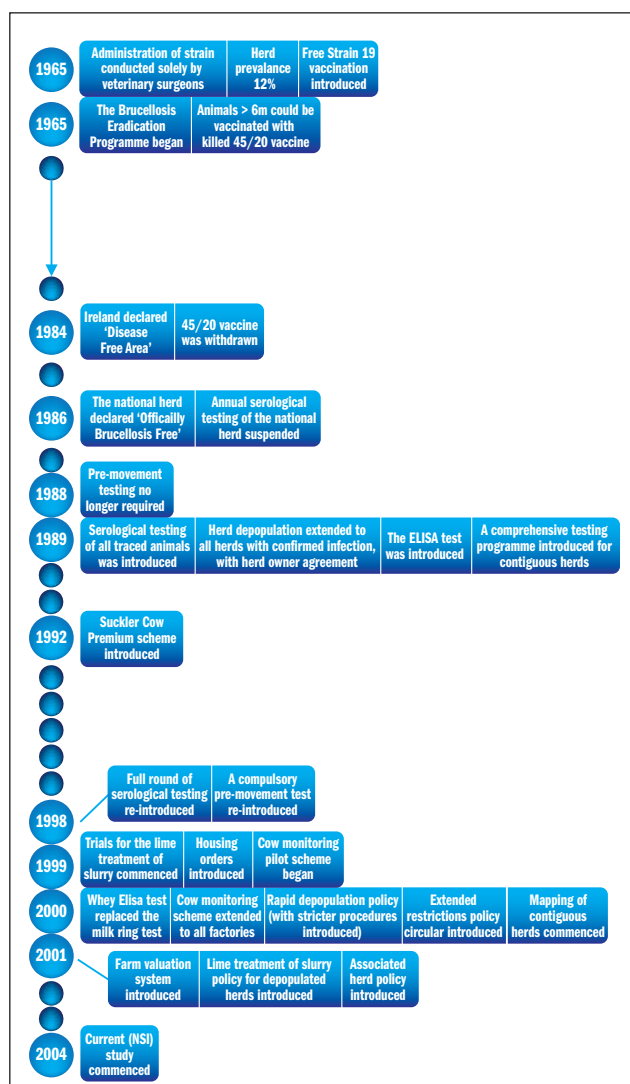 1965
Administration of strain
conducted solely by
veterinary surgeons
Herd
prevalance
12%
Free Strain 19
vaccination
introduced
1965
The Brucellosis
Eradication
Programme began
Animals > 6m could be
vaccinated with
killed 45/20 vaccine
1984
Ireland declared
‘Disease
Free Area’
45/20 vaccine
was withdrawn
1986
The national herd
declared ‘Offically
Brucellosis Free’
Annual serological
testing of the national
herd suspended
1988
Pre-movement
testing no
longer required
1989
Serological testing
of all traced animals
was introduced
Herd depopulation extended to
all herds with confirmed infection,
with herd owner agreement
The ELISA test
was introduced
A comprehensive testing
programme introduced for
contiguous herds
1992
Suckler Cow
Premium scheme
introduced
1998
Full round of
serological testing
re-introduced
A compulsory
pre-movement test
re-introduced
1999
Trials for the lime
treatment of
slurry commenced
Housing
orders
introduced
Cow monitoring
pilot scheme
began
2000
Whey Elisa test
replaced the
milk ring test
Cow monitoring
scheme extended
to all factories
Rapid depopulation policy
(with stricter procedures
introduced)
Extended
restrictions policy
circular introduced
Mapping of
contiguous
herds commenced
2001
Farm valuation
system
introduced
Lime treatment of slurry
policy for depopulated
herds introduced
Associated
herd policy
introduced
2004
Current (NSI)
study
commenced